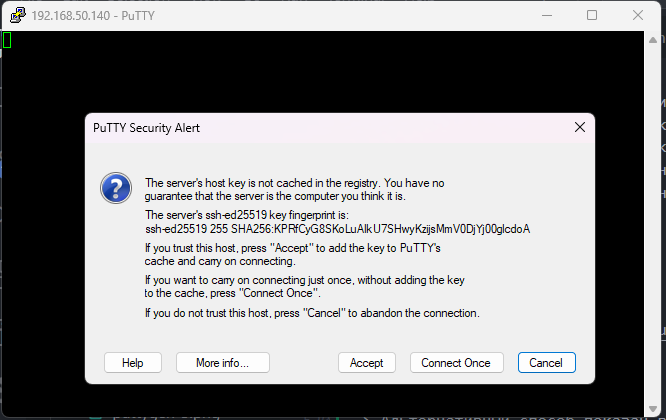 192.168.50.140 - PuTTY
PuTTY Security Alert
The server's host key is not cached in the registry. You have no
guarantee that the server is the computer you think it is.
The server's ssh-ed25519 key fingerprint is:
ssh-ed25519 255 SHA256:KPRfCyG8SKoLuAlkU7SHwyKzijsMmV0DjYj00glcdoA
If you trust this host, press "Accept" to add the key to PuTTY's
cache and carry on connecting.
If you want to carry on connecting just once, without adding the key
to the cache, press "Connect Once".
If you do not trust this host, press "Cancel" to abandon the connection.
Help
More info...
Accept
Connect Once
Cancel